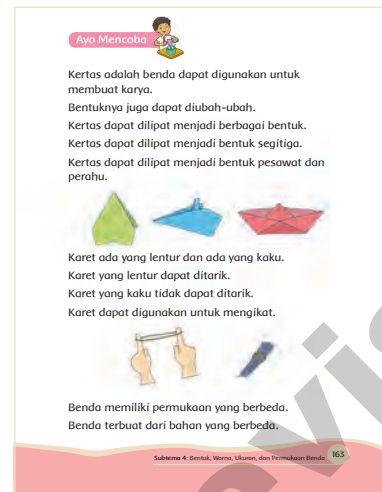 Ayo Mencoba
Kertas adalah benda dapat digunakan untuk
membuat karya.
Bentuknya juga dapat diubah-ubah.
Kertas dapat dilipat menjadi berbagai bentuk.
Kertas dapat dilipat menjadi bentuk segitiga.
Kertas dapat dilipat menjadi bentuk pesawat dan
perahu.
Karet ada yang lentur dan ada yang kaku.
Karet yang lentur dapat ditarik.
Karet yang kaku tidak dapat ditarik.
Karet dapat digunakan untuk mengikat.
Benda memiliki permukaan yang berbeda.
Benda terbuat dari bahan yang berbeda.
Subtema 4: Bentuk, Warna, Ukuran, dan Permukaan Benda 163